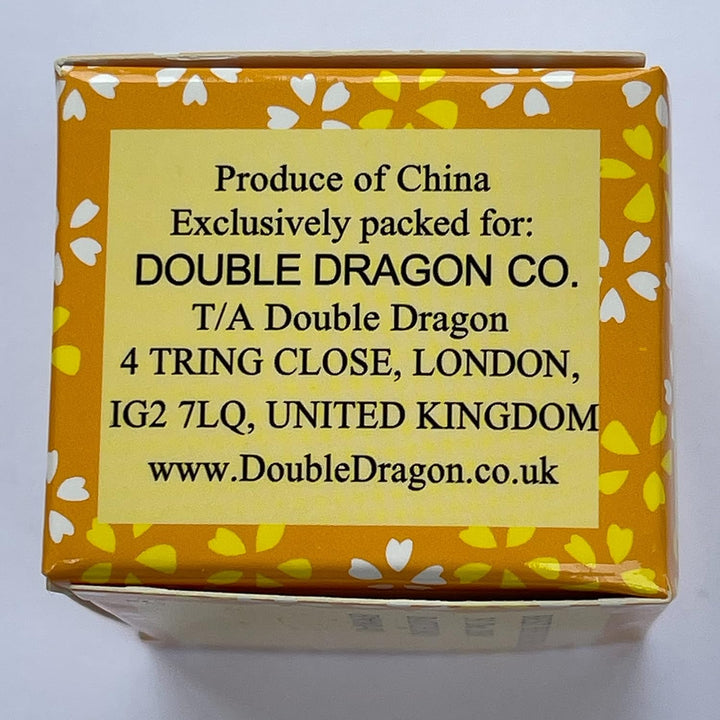 Produce of China
Exclusively packed for:
DOUBLE DRAGON CO.
T/A Double Dragon
4 TRING CLOSE, LONDON,
IG2 7LQ, UNITED KINGDOM
www.DoubleDragon.co.uk